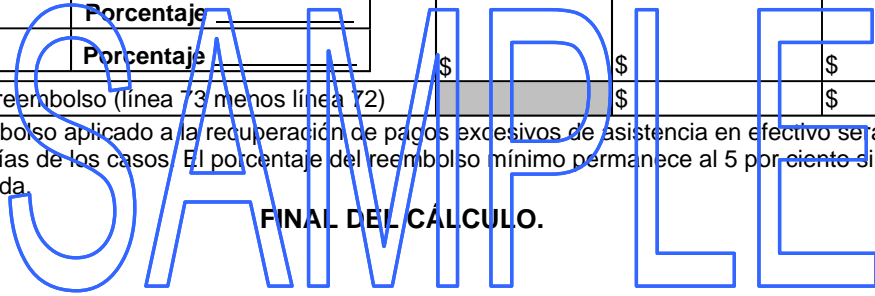 Porcentaje
Porcentaje
$ $ $
reembolso (línea 73 menos línea 72) $ $
bolso aplicado a la recuperación de pagos excesivos de asistencia en efectivo será
ías de los casos. El porcentaje del reembolso mínimo permanece al 5 por ciento si
da.
FINAL DEL CÁLCULO.
SAMPLE